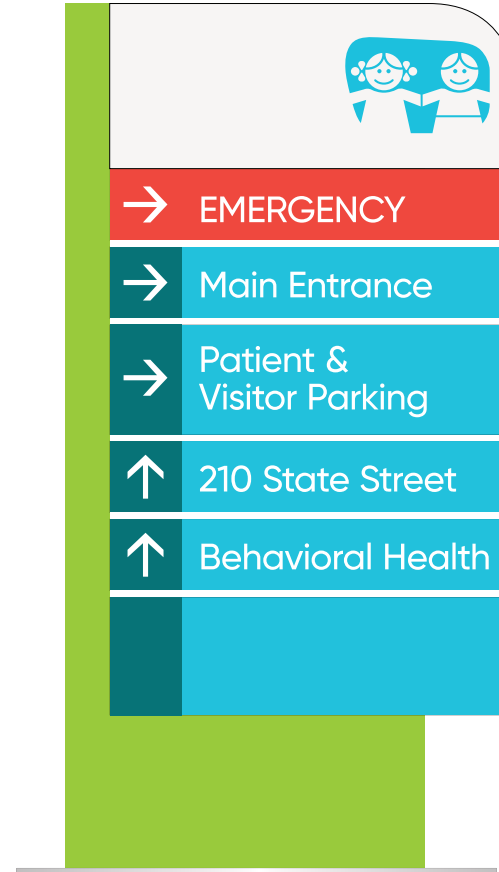 → EMERGENCY
→ Main Entrance
→ Patient &
Visitor Parking
↑ 210 State Street
↑ Behavioral Health